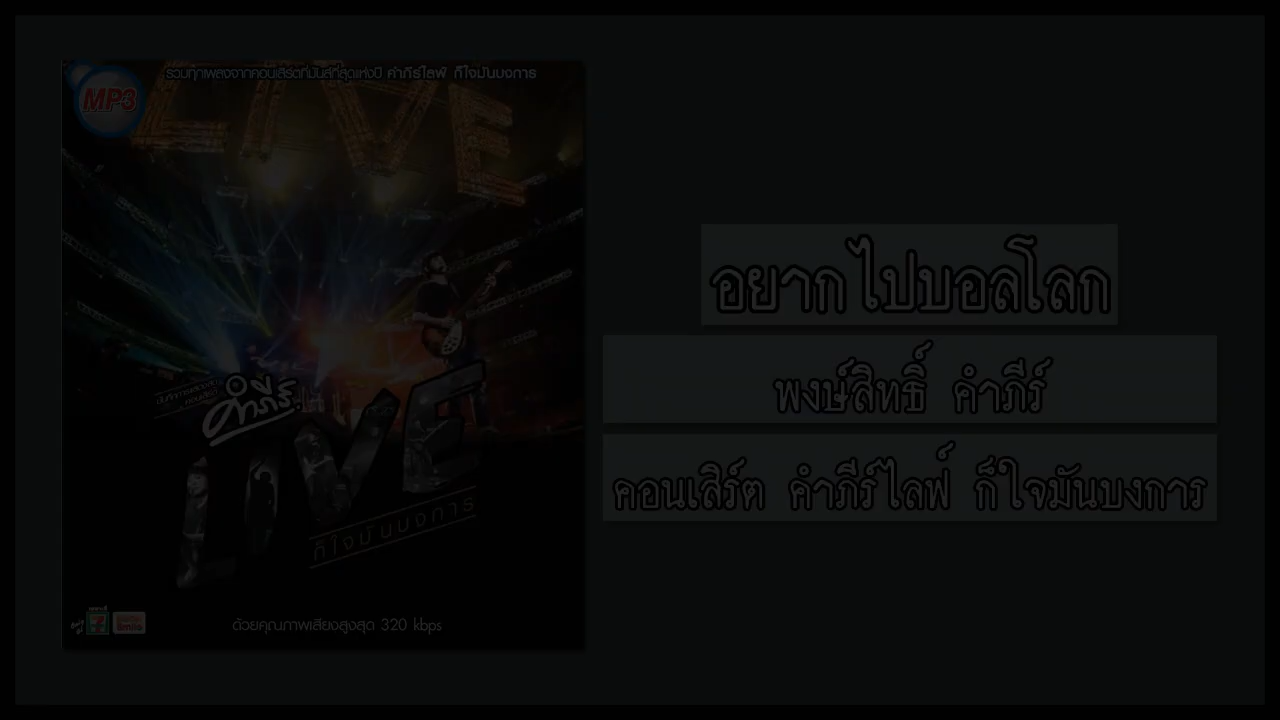 รวมทุกเพลงจากคอนเสิร์ตที่มันส์ที่สุดแห่งปี คำภีร์ไลฟ์ ก็ใจมันบงการ
MP3
LIVE
คำภีร์
LIVE
ก็ใจมันบงการ
ด้วยคุณภาพเสียงสูงสุด 320 kbps
อยากไปบอลโลก
พงษ์สิทธิ์ คำภีร์
คอนเสิร์ต คำภีร์ไลฟ์ ก็ใจมันบงการ